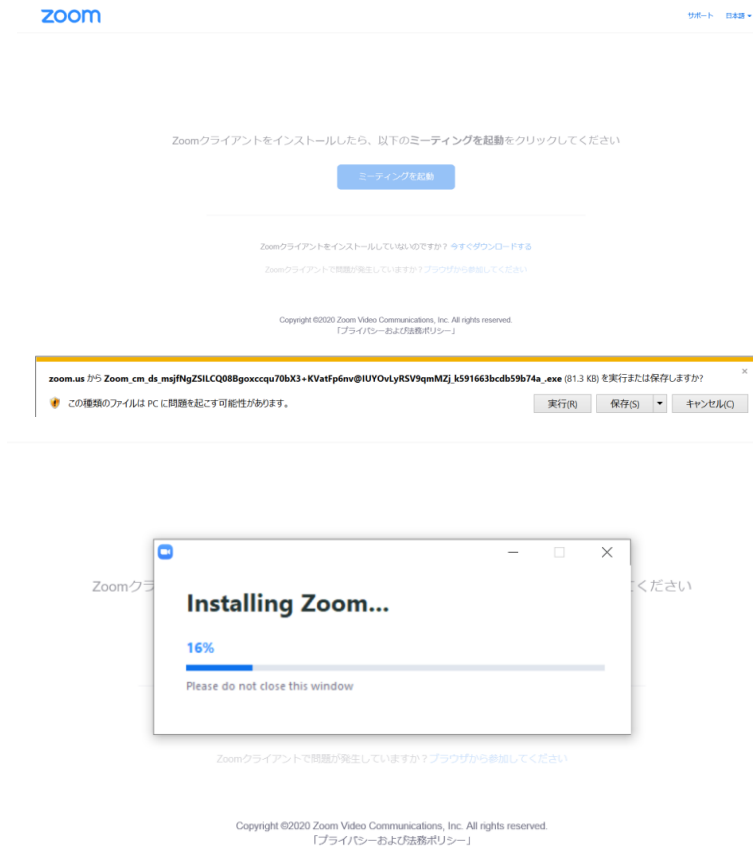 zoom
サポート 日本語
Zoomクライアントをインストールしたら、以下のミーティングを起動をクリックしてください
ミーティングを起動
Zoomクライアントをインストールしていないのですか？ 今すぐダウンロードする
Zoomクライアントで問題が発生していますか？ブラウザから参加してください
Copyright ©2020 Zoom Video Communications, Inc. All rights reserved.
「プライバシーおよび法務ポリシー」
zoom.us から Zoom_cm_ds_msjfNgZSILCQ08Bgoxccqu70bX3+KVatFp6nv@IUYOvLyRSV9qmMZj_k591663bcdb59b74a_.exe (81.3 KB) を実行または保存しますか?
この種類のファイルは PC に問題を起こす可能性があります。
実行(R) 保存(S) キャンセル(C)
Installing Zoom...
Zoomクラ ください
16%
Please do not close this window
Zoomクライアントで問題が発生していますか？ブラウザから参加してください
Copyright ©2020 Zoom Video Communications, Inc. All rights reserved.
「プライバシーおよび法務ポリシー」